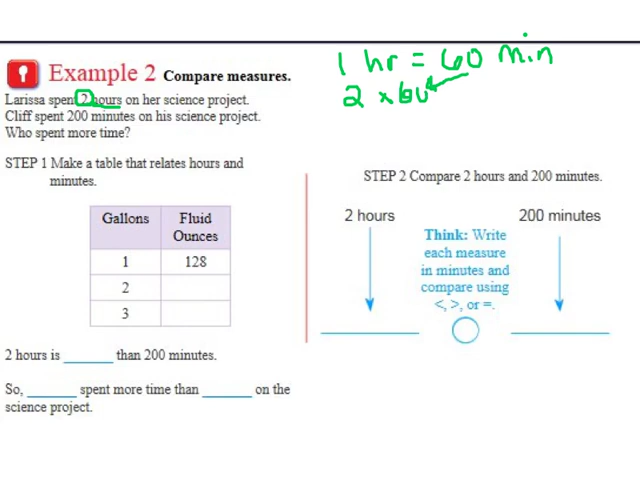 1 hr = 60 min
Example 2 Compare measures.
2 x 60
Larissa spent 2 hours on her science project.
Cliff spent 200 minutes on his science project.
Who spent more time?
STEP 1 Make a table that relates hours and
minutes.
Gallons Fluid
Ounces
1 128
2
3
2 hours is ______ than 200 minutes.
So, ______ spent more time than ______ on the
science project.
STEP 2 Compare 2 hours and 200 minutes.
2 hours 200 minutes
Think: Write
each measure
in minutes and
compare using
<, >, or =.